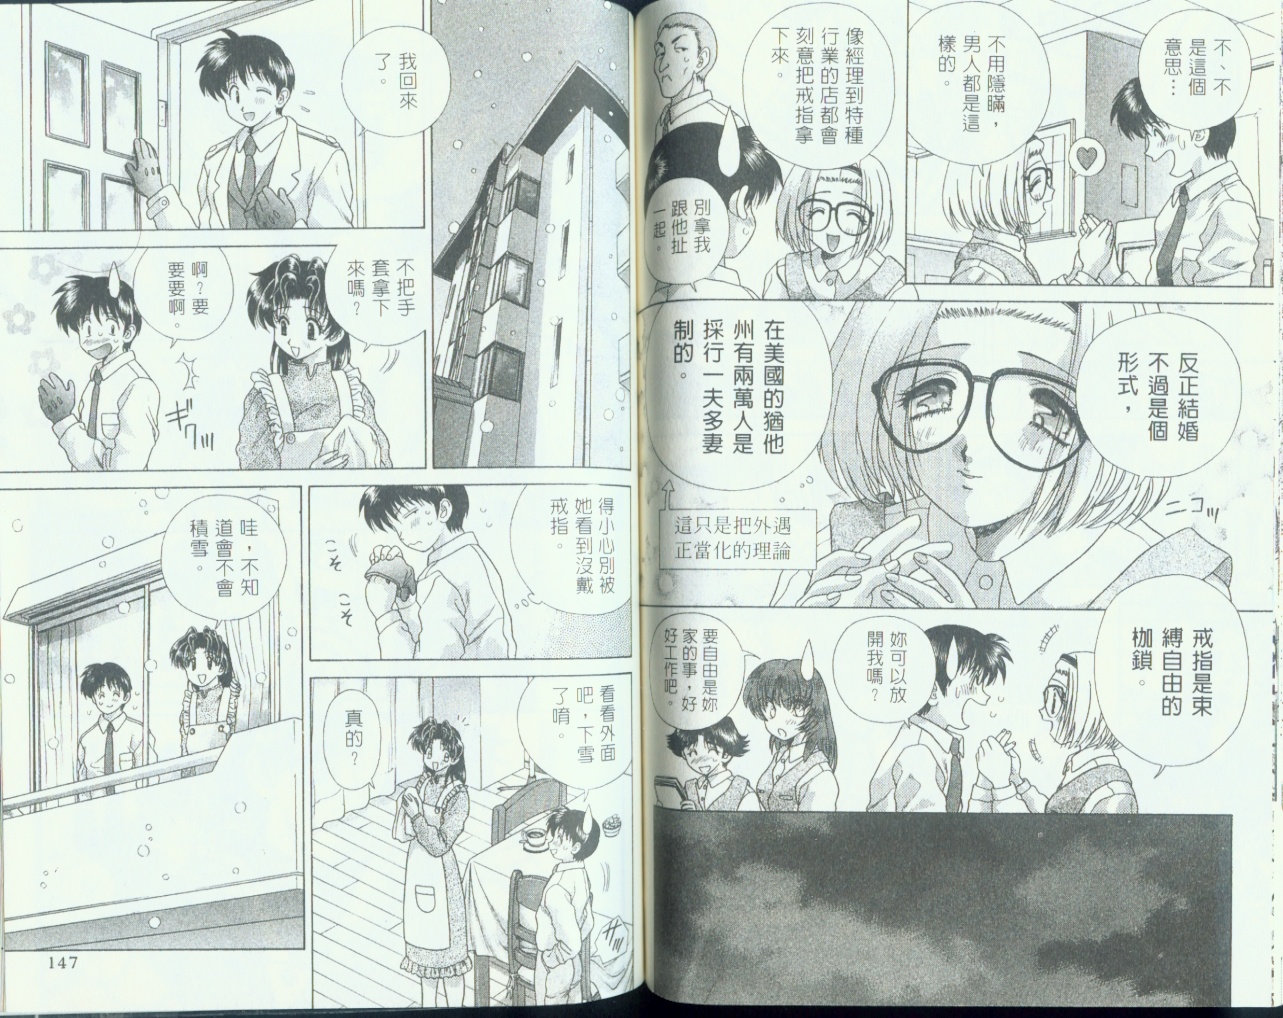 不、不
是這個
意思…
不用隱瞞，
男人都是這
樣的。
像經理到特種
行業的店都會
刻意把戒指拿
下來。
別拿我
跟他扯
一起。
反正結婚
不過是個
形式，
在美國的猶他
州有兩萬人是
採行一夫多妻
制的。
這只是把外遇
正當化的理論
ニコッ
戒指是束
縛自由的
枷鎖。
妳可以放
開我嗎？
要自由是妳
家的事，好
好工作吧。
我回來
了。
不把手
套拿下
來嗎？
啊？要
要要啊。
ギクッ
得小心別被
她看到沒戴
戒指。
こそ
こそ
看看外面
吧，下雪
了唷。
真的？
サッ
哇，不知
道會不會
積雪。
147